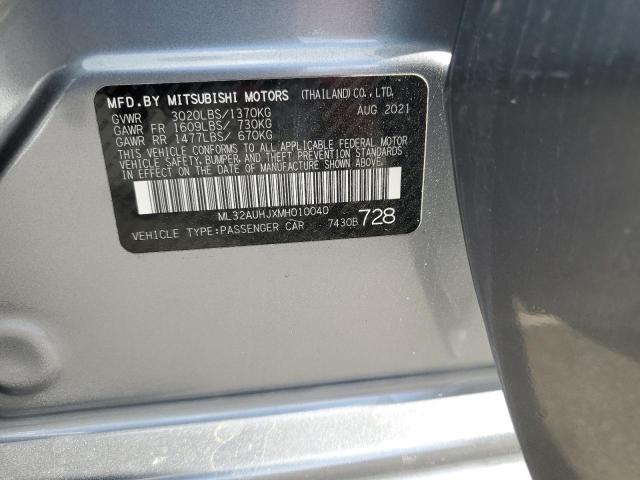 MFD.BY MITSUBISHI MOTORS (THAILAND) CO., LTD.
GVWR 3020LBS/1370KG AUG 2021
GAWR FR 1609LBS/ 730KG
GAWR RR 1477LBS/ 670KG
THIS VEHICLE CONFORMS TO ALL APPLICABLE FEDERAL MOTOR
VEHICLE SAFETY, BUMPER, AND THEFT PREVENTION STANDARDS
IN EFFECT ON THE DATE OF MANUFACTURE SHOWN ABOVE.
ML32AUHJXMH010040
VEHICLE TYPE:PASSENGER CAR 7430B 728